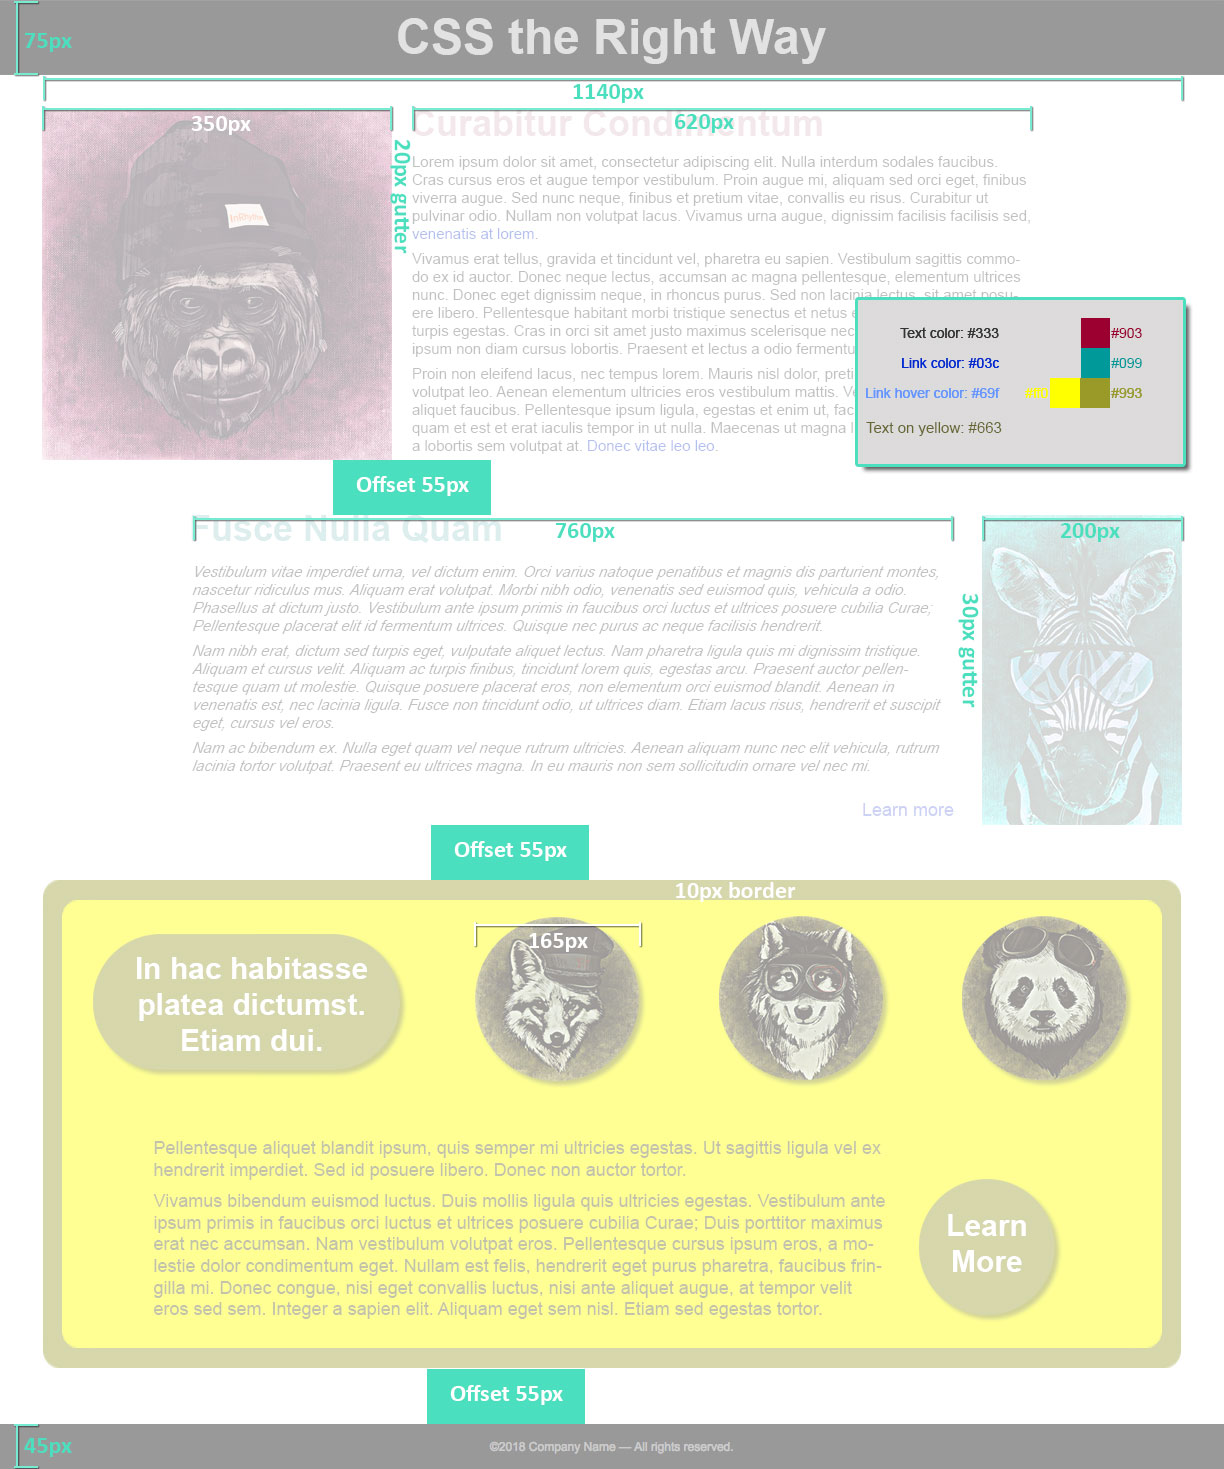 CSS the Right Way
75px
1140px
350px
620px
Curabitur Condimentum
20px gutter
Lorem ipsum dolor sit amet, consectetur adipiscing elit. Nulla interdum sodales faucibus.
Cras cursus eros et augue tempor vestibulum. Proin augue mi, aliquam sed orci eget, finibus
viverra augue. Sed nunc neque, finibus et pretium vitae, convallis eu risus. Curabitur ut
pulvinar odio. Nullam non volutpat lacus. Vivamus urna augue, dignissim facilisis facilisis sed,
venenatis at lorem.
Vivamus erat tellus, gravida et tincidunt vel, pharetra eu sapien. Vestibulum sagittis commo-
do ex id auctor. Donec neque lectus, accumsan ac magna pellentesque, elementum ultrices
nunc. Donec eget dignissim neque, in rhoncus purus. Sed non lacinia lectus, sit amet posu-
ere libero. Pellentesque habitant morbi tristique senectus et netus e
turpis egestas. Cras in orci sit amet justo maximus scelerisque nec
ipsum non diam cursus lobortis. Praesent et lectus a odio fermentu
Proin non eleifend lacus, nec tempus lorem. Mauris nisl dolor, preti
volutpat leo. Aenean elementum ultricies eros vestibulum mattis. Ve
aliquet faucibus. Pellentesque ipsum ligula, egestas et enim ut, fac
quam et est et erat iaculis tempor in ut nulla. Maecenas ut magna l
a lobortis sem volutpat at. Donec vitae leo leo.
Text color: #333
#903
Link color: #03c
#099
Link hover color: #69f
#ff0
#993
Text on yellow: #663
Offset 55px
Fusce Nulla Quam
760px
200px
30px gutter
Vestibulum vitae imperdiet urna, vel dictum enim. Orci varius natoque penatibus et magnis dis parturient montes,
nascetur ridiculus mus. Aliquam erat volutpat. Morbi nibh odio, venenatis sed euismod quis, vehicula a odio.
Phasellus at dictum justo. Vestibulum ante ipsum primis in faucibus orci luctus et ultrices posuere cubilia Curae;
Pellentesque placerat elit id fermentum ultrices. Quisque nec purus ac neque facilisis hendrerit.
Nam nibh erat, dictum sed turpis eget, vulputate aliquet lectus. Nam pharetra ligula quis mi dignissim tristique.
Aliquam et cursus velit. Aliquam ac turpis finibus, tincidunt lorem quis, egestas arcu. Praesent auctor pellen-
tesque quam ut molestie. Quisque posuere placerat eros, non elementum orci euismod blandit. Aenean in
venenatis est, nec lacinia ligula. Fusce non tincidunt odio, ut ultrices diam. Etiam lacus risus, hendrerit et suscipit
eget, cursus vel eros.
Nam ac bibendum ex. Nulla eget quam vel neque rutrum ultricies. Aenean aliquam nunc nec elit vehicula, rutrum
lacinia tortor volutpat. Praesent eu ultrices magna. In eu mauris non sem sollicitudin ornare vel nec mi.
Learn more
Offset 55px
10px border
165px
In hac habitasse
platea dictumst.
Etiam dui.
Pellentesque aliquet blandit ipsum, quis semper mi ultricies egestas. Ut sagittis ligula vel ex
hendrerit imperdiet. Sed id posuere libero. Donec non auctor tortor.
Vivamus bibendum euismod luctus. Duis mollis ligula quis ultricies egestas. Vestibulum ante
ipsum primis in faucibus orci luctus et ultrices posuere cubilia Curae; Duis porttitor maximus
erat nec accumsan. Nam vestibulum volutpat eros. Pellentesque cursus ipsum eros, a mo-
lestie dolor condimentum eget. Nullam est felis, hendrerit eget purus pharetra, faucibus frin-
gilla mi. Donec congue, nisi eget convallis luctus, nisi ante aliquet augue, at tempor velit
eros sed sem. Integer a sapien elit. Aliquam eget sem nisl. Etiam sed egestas tortor.
Learn
More
Offset 55px
45px
©2018 Company Name — All rights reserved.